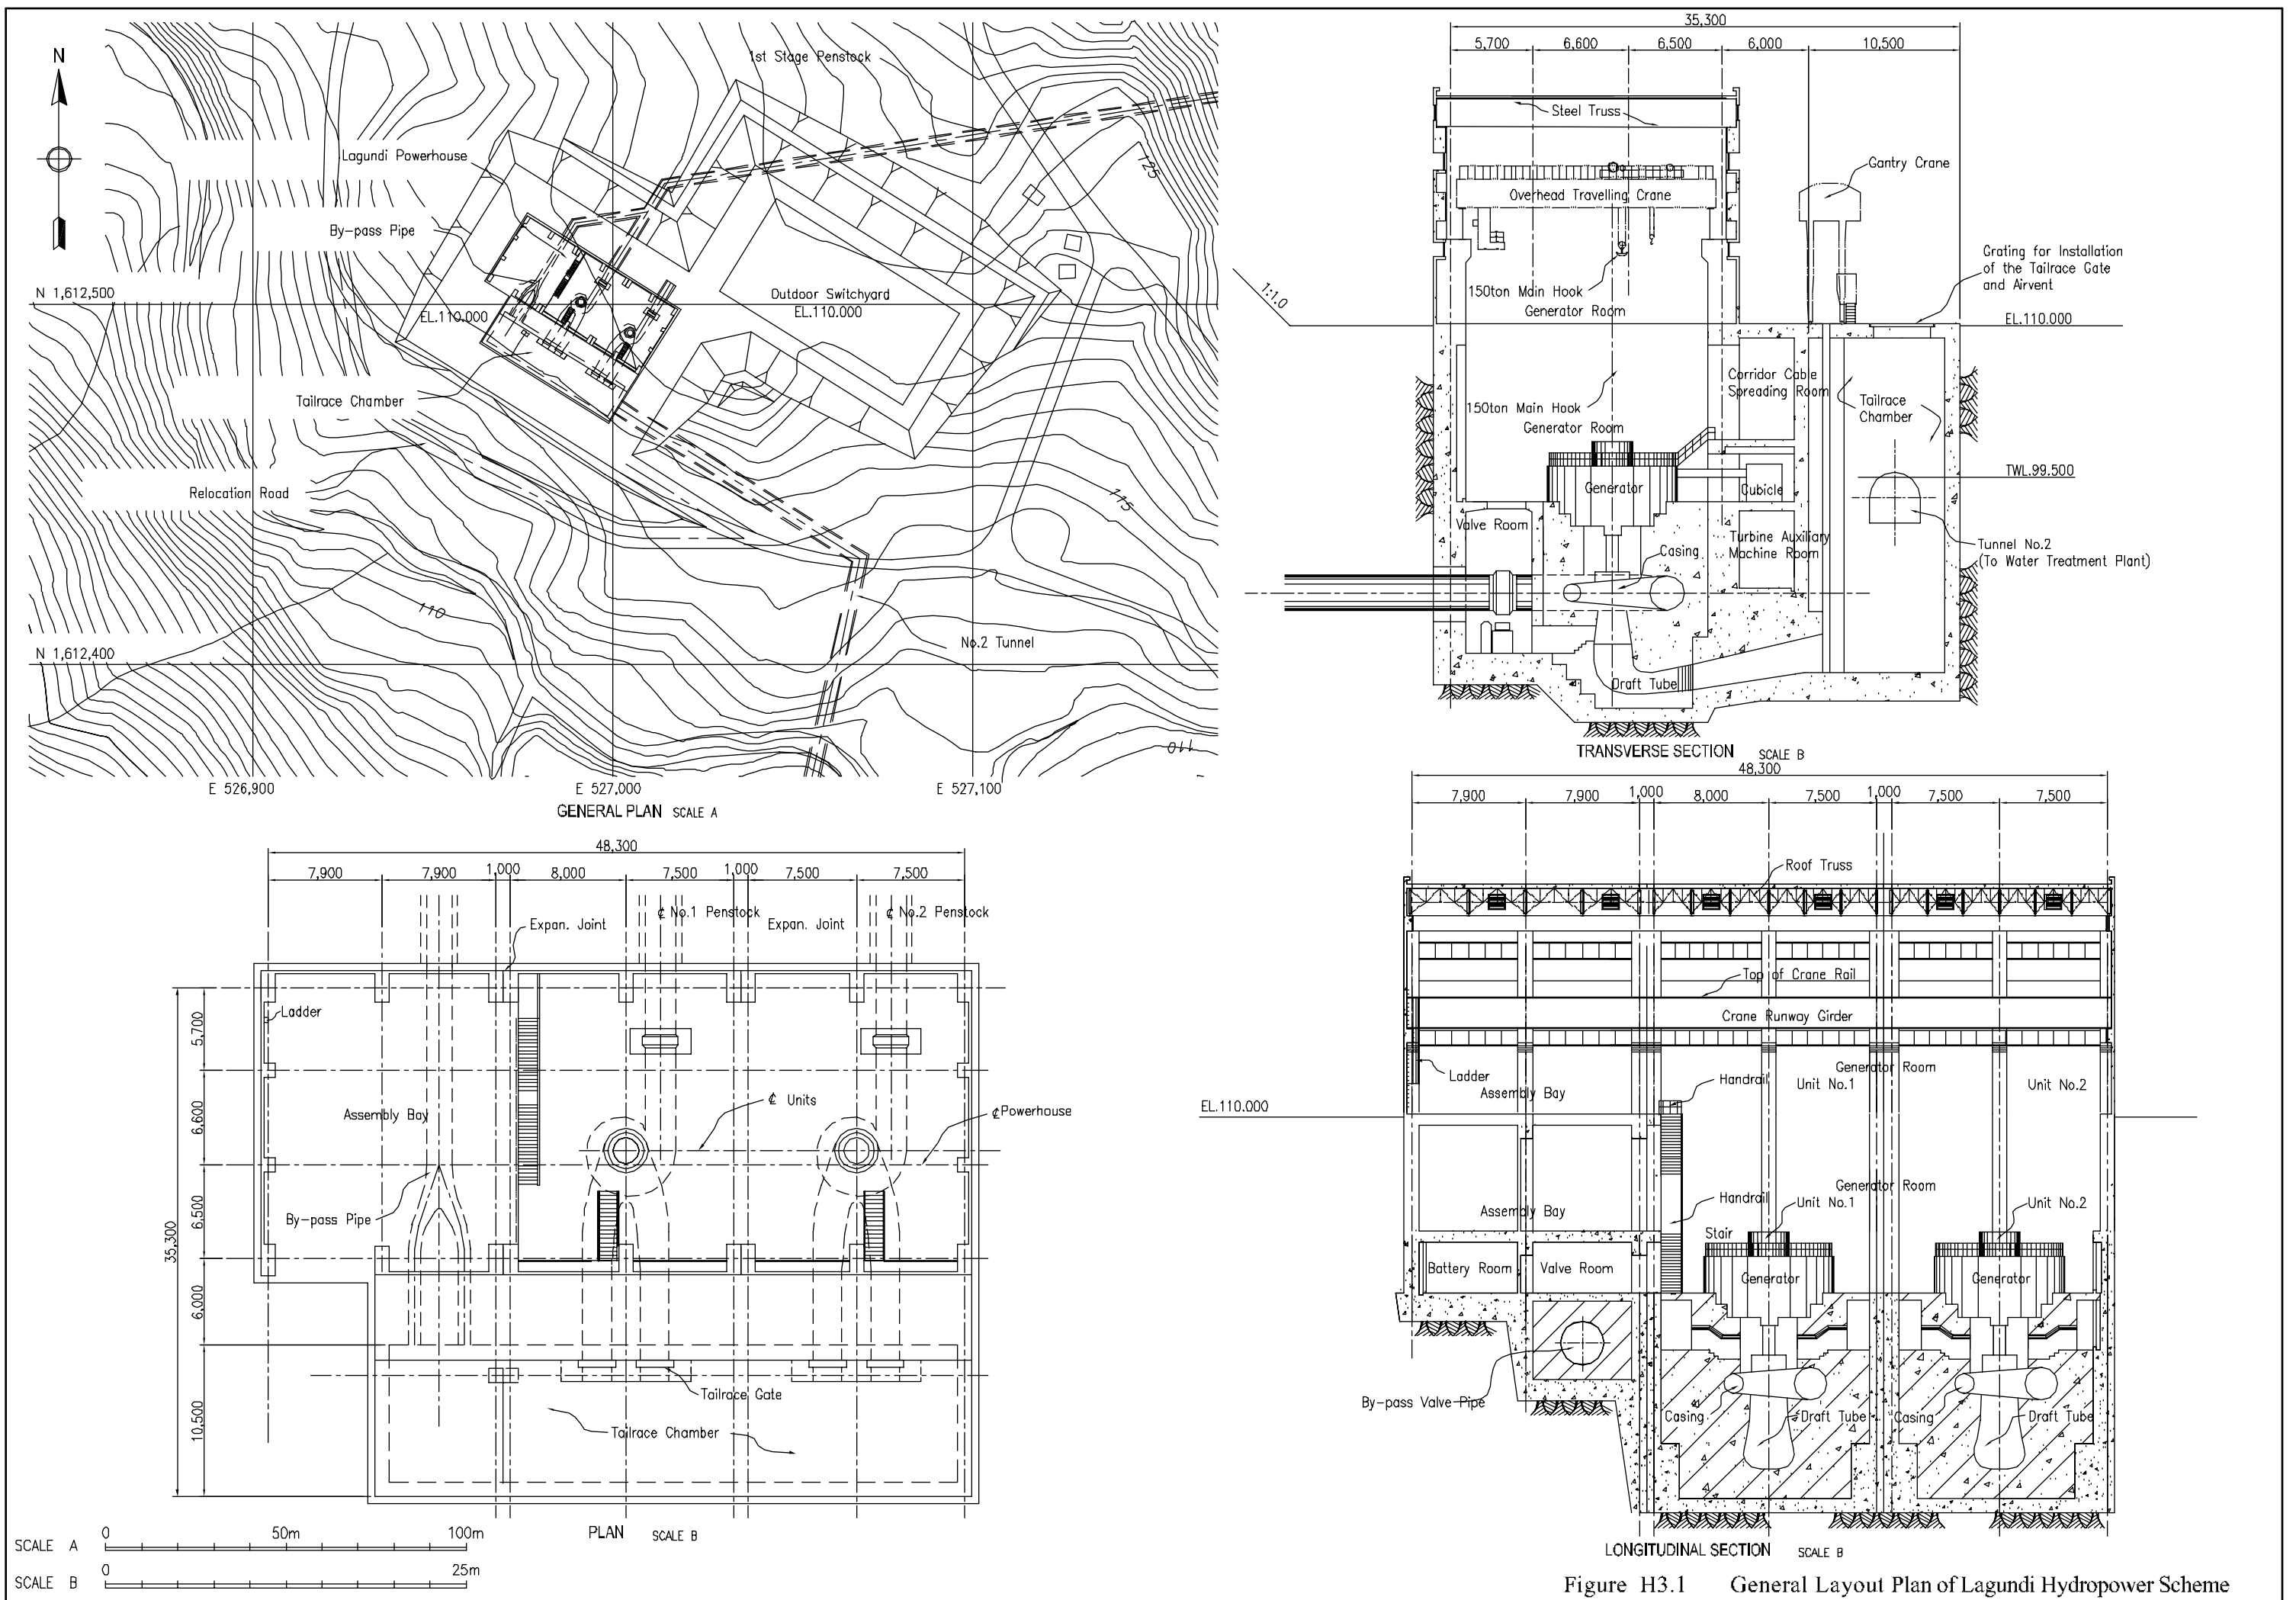 N
1st Stage Penstock
Lagundi Powerhouse
By-pass Pipe
125
N 1,612,500
EL.110.000
Outdoor Switchyard
EL.110.000
Tailrace Chamber
Relocation Road
115
110
No.2 Tunnel
N 1,612,400
110
E 526,900
E 527,000
E 527,100
GENERAL PLAN SCALE A
35,300
5,700
6,600
6,500
6,000
10,500
Steel Truss
Gantry Crane
Overhead Travelling Crane
Grating for Installation
of the Tailrace Gate
and Airvent
1:1.0
150ton Main Hook
Generator Room
EL.110.000
Corridor Cable
Spreading Room
150ton Main Hook
Generator Room
Tailrace
Chamber
TWL.99.500
Generator
Cubicle
Valve Room
Casing
Turbine Auxiliary
Machine Room
Tunnel No.2
(To Water Treatment Plant)
Draft Tube
TRANSVERSE SECTION SCALE B
48,300
7,900
7,900
1,000
8,000
7,500
1,000
7,500
7,500
℄ No.1 Penstock
℄ No.2 Penstock
Expan. Joint
Expan. Joint
Ladder
5,700
6,600
6,500
6,000
10,500
35,300
Assembly Bay
℄ Units
℄ Powerhouse
By-pass Pipe
Tailrace Gate
Tailrace Chamber
PLAN SCALE B
48,300
7,900
7,900
1,000
8,000
7,500
1,000
7,500
7,500
Roof Truss
Top of Crane Rail
Crane Runway Girder
Ladder
Assembly Bay
Handrail
Generator Room
Unit No.1
Unit No.2
EL.110.000
Assembly Bay
Handrail
Generator Room
Unit No.1
Unit No.2
Stair
Battery Room
Valve Room
Generator
Generator
By-pass Valve Pipe
Casing
Draft Tube
Casing
Draft Tube
LONGITUDINAL SECTION SCALE B
SCALE A 0 50m 100m
SCALE B 0 25m
Figure H3.1 General Layout Plan of Lagundi Hydropower Scheme